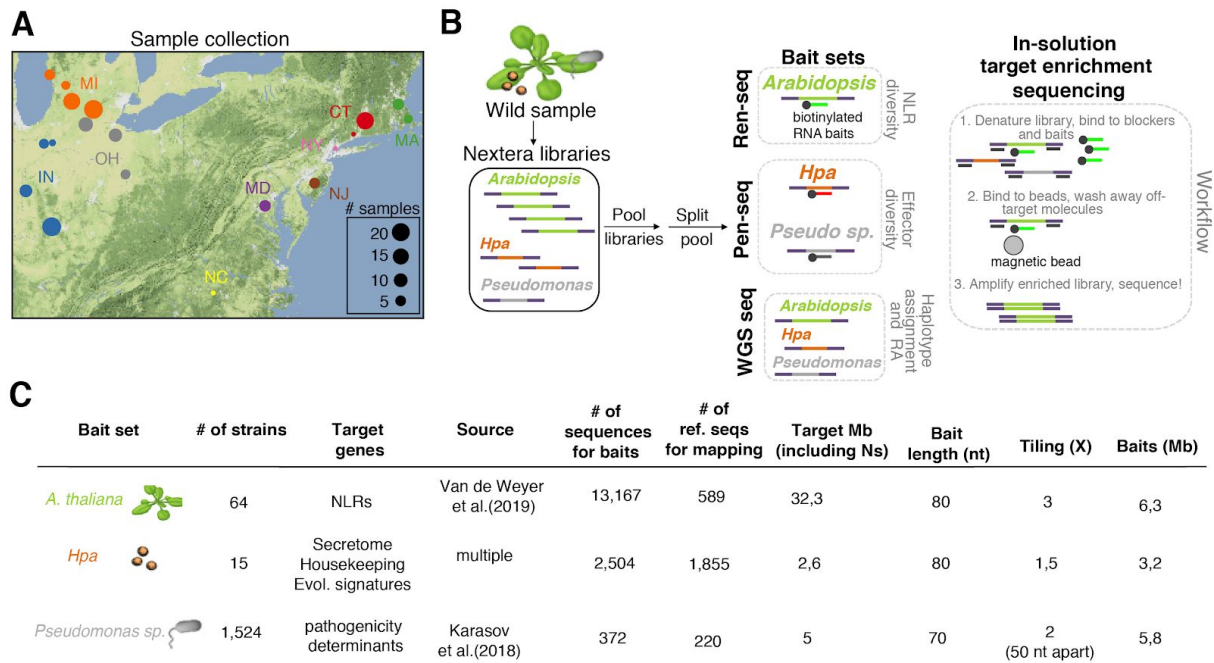 A
Sample collection
MI
OH
IN
CT
NY
MA
NJ
MD
NC
# samples
20
15
10
5
B
Wild sample
Nextera libraries
Arabidopsis
Hpa
Pseudomonas
Pool
libraries
Split
pool
Bait sets
Ren-seq
Arabidopsis
biotinylated
RNA baits
NLR
diversity
Pen-seq
Hpa
Pseudo sp.
Effector
diversity
WGS seq
Arabidopsis
Hpa
Pseudomonas
Haplotype
assignment
and RA
In-solution
target enrichment
sequencing
1. Denature library, bind to blockers
and baits
2. Bind to beads, wash away off-
target molecules
magnetic bead
3. Amplify enriched library, sequence!
Workflow
C
Bait set # of strains Target genes Source # of sequences for baits # of ref. seqs for mapping Target Mb (including Ns) Bait length (nt) Tiling (X) Baits (Mb)
A. thaliana 64 NLRs Van de Weyer et al.(2019) 13,167 589 32,3 80 3 6,3
Hpa 15 Secretome Housekeeping Evol. signatures multiple 2,504 1,855 2,6 80 1,5 3,2
Pseudomonas sp. 1,524 pathogenicity determinants Karasov et al.(2018) 372 220 5 70 2 (50 nt apart) 5,8